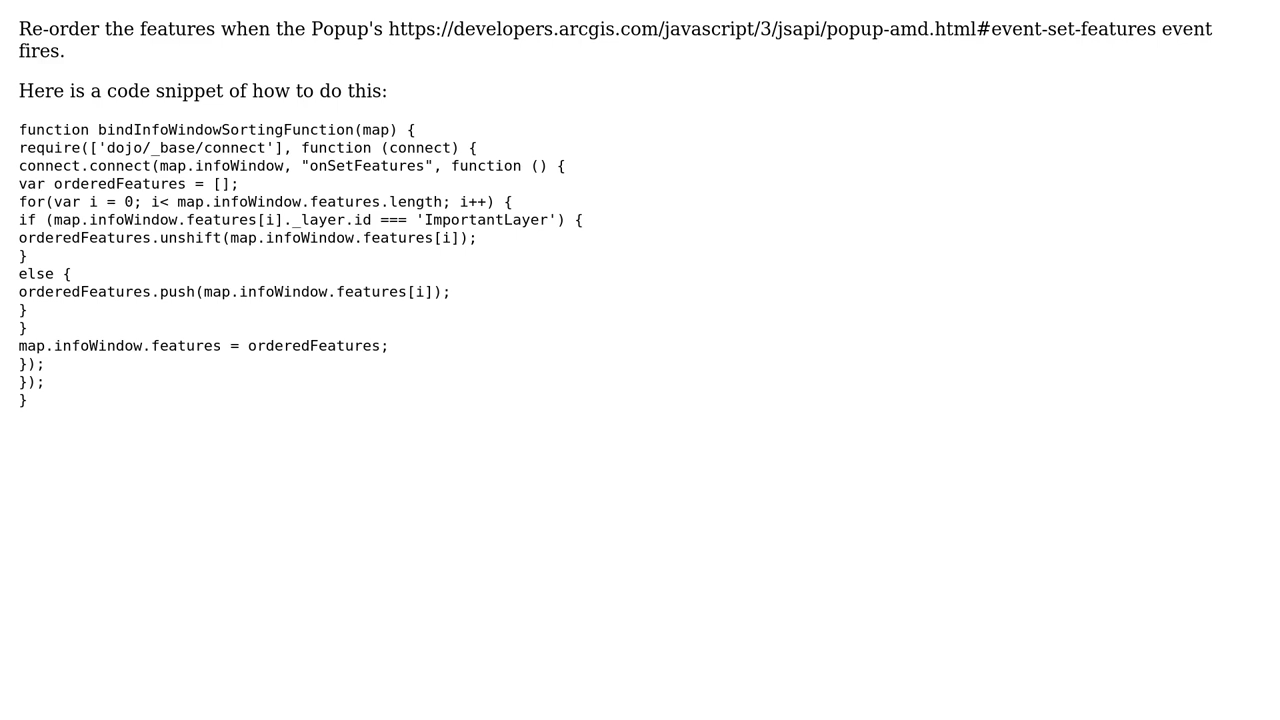 Re-order the features when the Popup's https://developers.arcgis.com/javascript/3/jsapi/popup-amd.html#event-set-features event
fires.
Here is a code snippet of how to do this:
function bindInfoWindowSortingFunction(map) {
require(['dojo/_base/connect'], function (connect) {
connect.connect(map.infoWindow, "onSetFeatures", function () {
var orderedFeatures = [];
for(var i = 0; i< map.infoWindow.features.length; i++) {
if (map.infoWindow.features[i]._layer.id === 'ImportantLayer') {
orderedFeatures.unshift(map.infoWindow.features[i]);
}
else {
orderedFeatures.push(map.infoWindow.features[i]);
}
}
map.infoWindow.features = orderedFeatures;
});
});
}